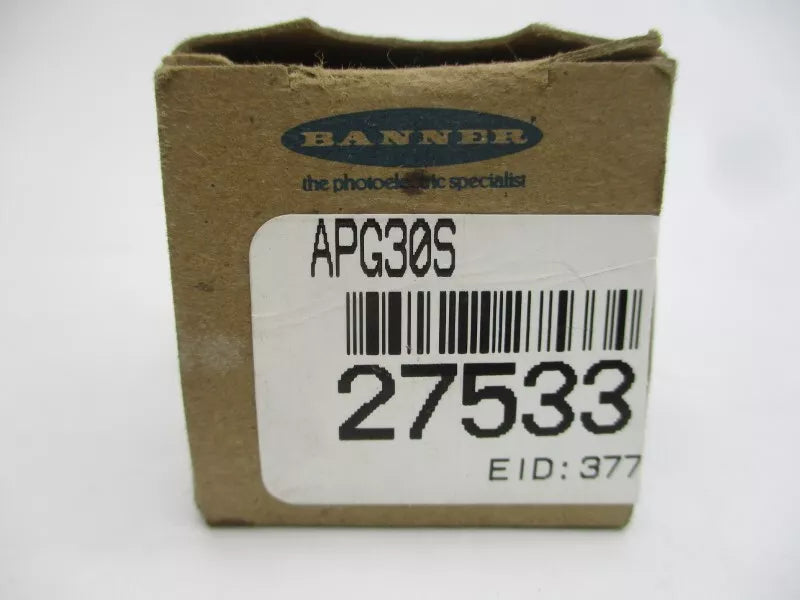 BANNER
the photoelectric specialist
APG30S
27533
EID: 377